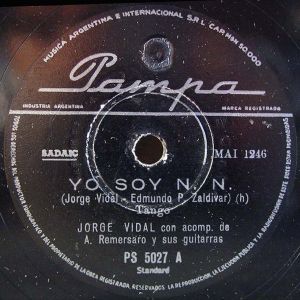 MUSICA ARGENTINA E INTERNACIONAL S.R.L. CAP. M$N 50.000
Pampa
INDUSTRIA ARGENTINA
MARCA REGISTRADA
SADAIC
MAI 1246
YO SOY N. N.
(Jorge Vidal - Edmundo P. Zaldivar) (h)
Tango
JORGE VIDAL con acomp. de
A. Remersaro y sus guitarras
PS 5027 A
Standard